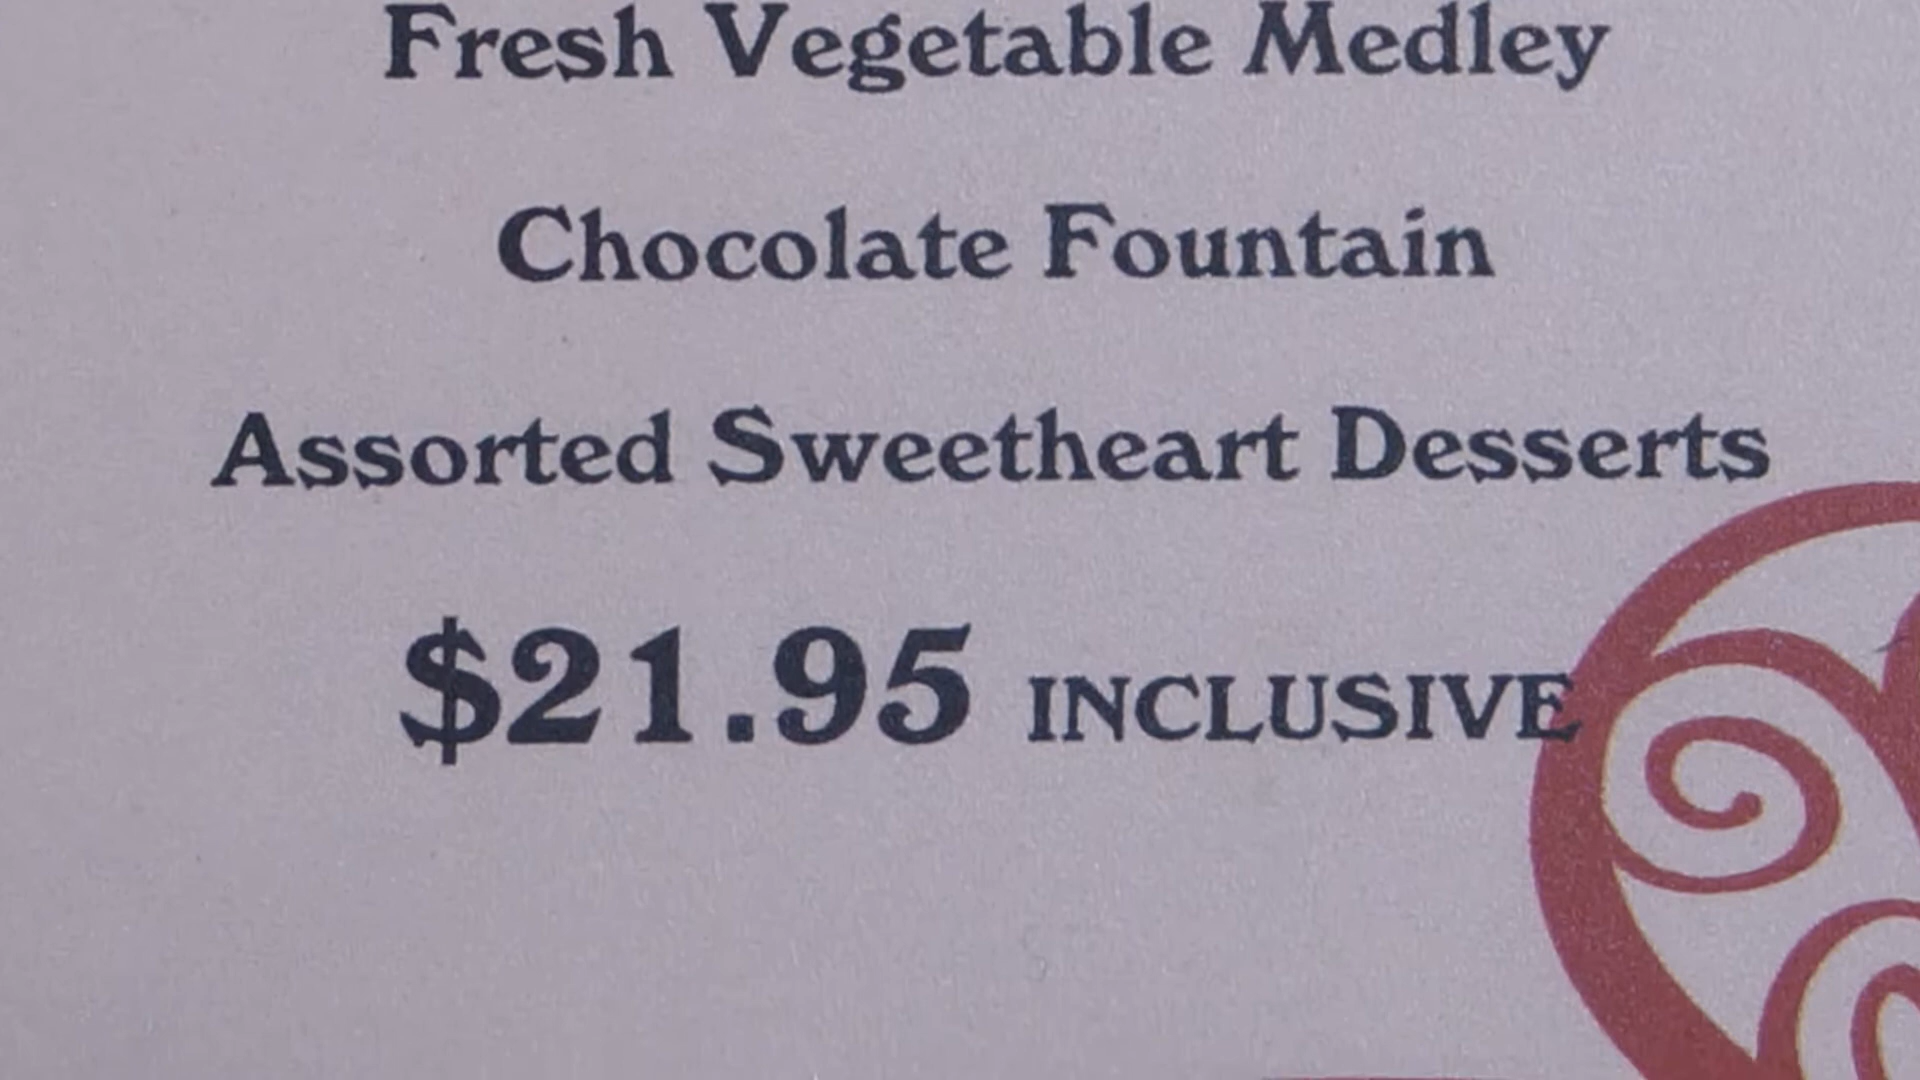 Fresh Vegetable Medley
Chocolate Fountain
Assorted Sweetheart Desserts
$21.95 INCLUSIVE